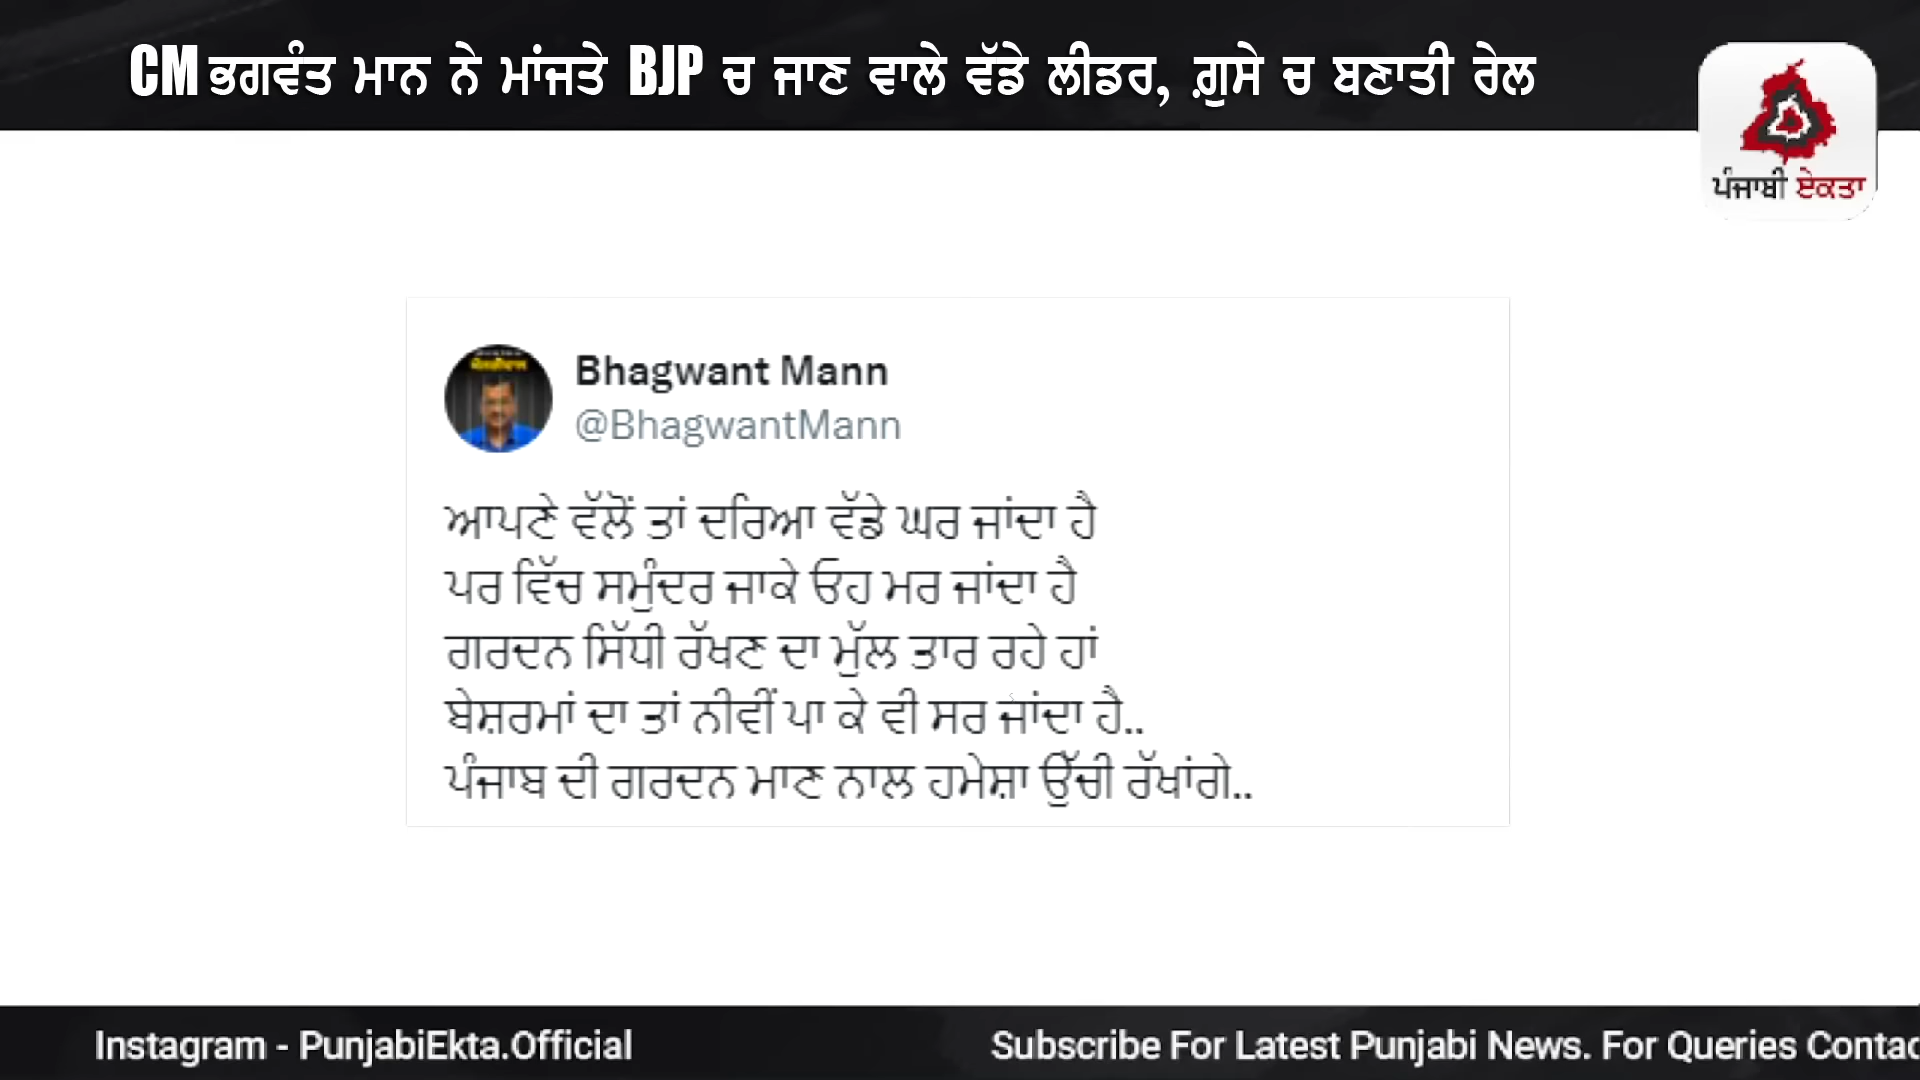 CM ਭਗਵੰਤ ਮਾਨ ਨੇ ਮਾਂਜਤੇ BJP ਚ ਜਾਣ ਵਾਲੇ ਵੱਡੇ ਲੀਡਰ, ਗ਼ੁਸੇ ਚ ਬਣਾਤੀ ਰੇਲ
ਪੰਜਾਬੀ ਏਕਤਾ
Bhagwant Mann
@BhagwantMann
ਆਪਣੇ ਵੱਲੋਂ ਤਾਂ ਦਰਿਆ ਵੱਡੇ ਘਰ ਜਾਂਦਾ ਹੈ
ਪਰ ਵਿੱਚ ਸਮੁੰਦਰ ਜਾਕੇ ਓਹ ਮਰ ਜਾਂਦਾ ਹੈ
ਗਰਦਨ ਸਿੱਧੀ ਰੱਖਣ ਦਾ ਮੁੱਲ ਤਾਰ ਰਹੇ ਹਾਂ
ਬੇਸ਼ਰਮਾਂ ਦਾ ਤਾਂ ਨੀਵੀਂ ਪਾ ਕੇ ਵੀ ਸਰ ਜਾਂਦਾ ਹੈ..
ਪੰਜਾਬ ਦੀ ਗਰਦਨ ਮਾਣ ਨਾਲ ਹਮੇਸ਼ਾ ਉੱਚੀ ਰੱਖਾਂਗੇ..
Instagram - PunjabiEkta.Official
Subscribe For Latest Punjabi News. For Queries Contac